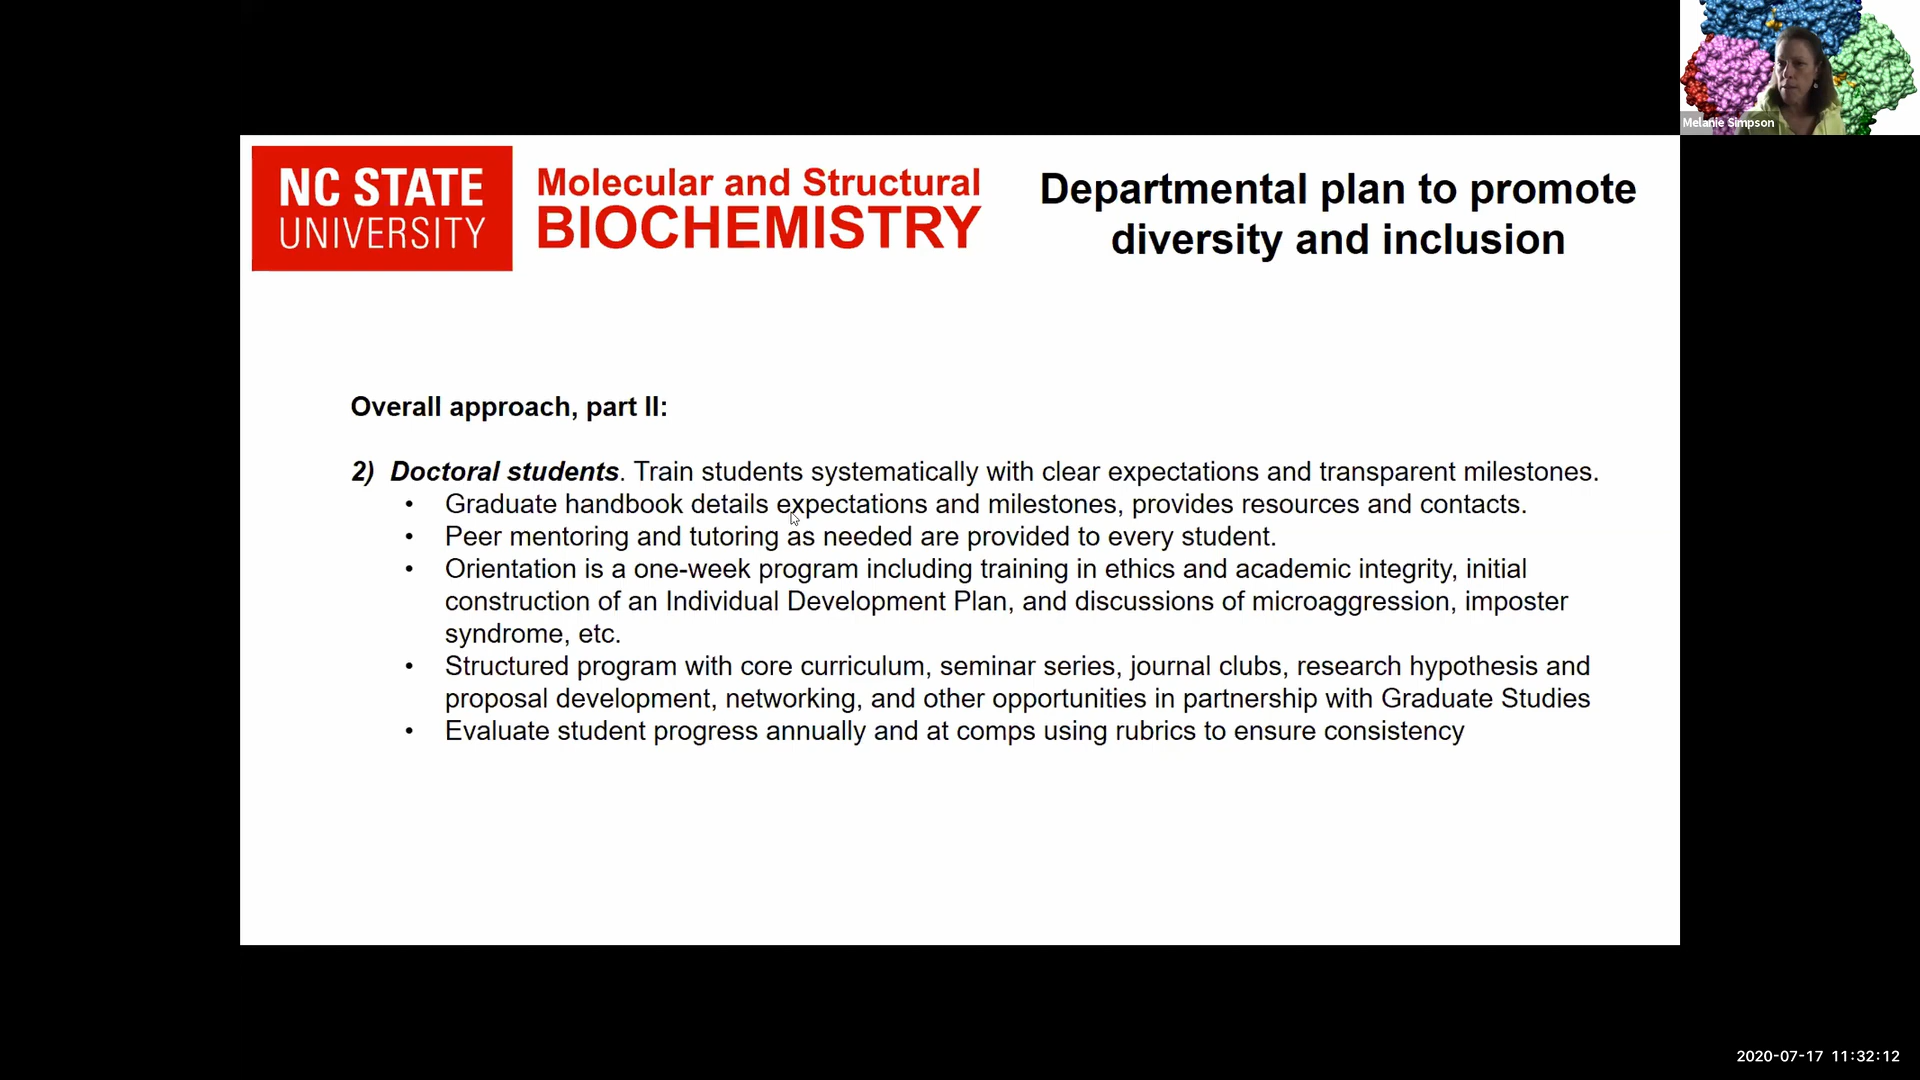 Melanie Simpson
NC STATE
UNIVERSITY
Molecular and Structural
BIOCHEMISTRY
Departmental plan to promote
diversity and inclusion
Overall approach, part II:
2) Doctoral students. Train students systematically with clear expectations and transparent milestones.
• Graduate handbook details expectations and milestones, provides resources and contacts.
• Peer mentoring and tutoring as needed are provided to every student.
• Orientation is a one-week program including training in ethics and academic integrity, initial
construction of an Individual Development Plan, and discussions of microaggression, imposter
syndrome, etc.
• Structured program with core curriculum, seminar series, journal clubs, research hypothesis and
proposal development, networking, and other opportunities in partnership with Graduate Studies
• Evaluate student progress annually and at comps using rubrics to ensure consistency
2020-07-17 11:32:12